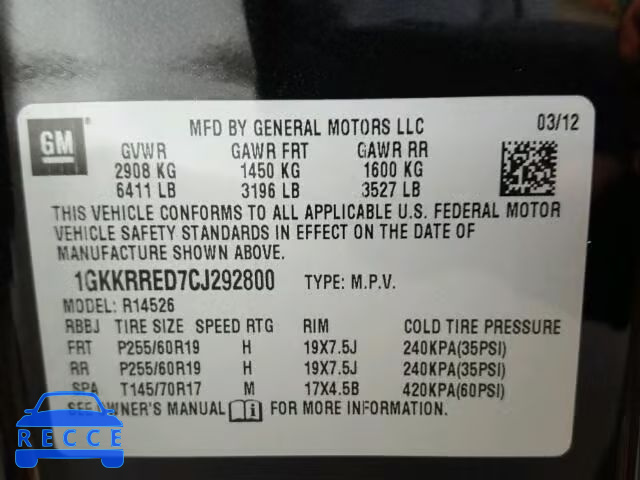 GM
MFD BY GENERAL MOTORS LLC 03/12
GVWR GAWR FRT GAWR RR
2908 KG 1450 KG 1600 KG
6411 LB 3196 LB 3527 LB
THIS VEHICLE CONFORMS TO ALL APPLICABLE U.S. FEDERAL MOTOR
VEHICLE SAFETY STANDARDS IN EFFECT ON THE DATE OF
MANUFACTURE SHOWN ABOVE.
1GKKRRED7CJ292800 TYPE: M.P.V.
MODEL: R14526
RBBJ TIRE SIZE SPEED RTG RIM COLD TIRE PRESSURE
FRT P255/60R19 H 19X7.5J 240KPA(35PSI)
RR P255/60R19 H 19X7.5J 240KPA(35PSI)
SPA T145/70R17 M 17X4.5B 420KPA(60PSI)
SEE OWNER'S MANUAL FOR MORE INFORMATION.
AUTO
RECCE